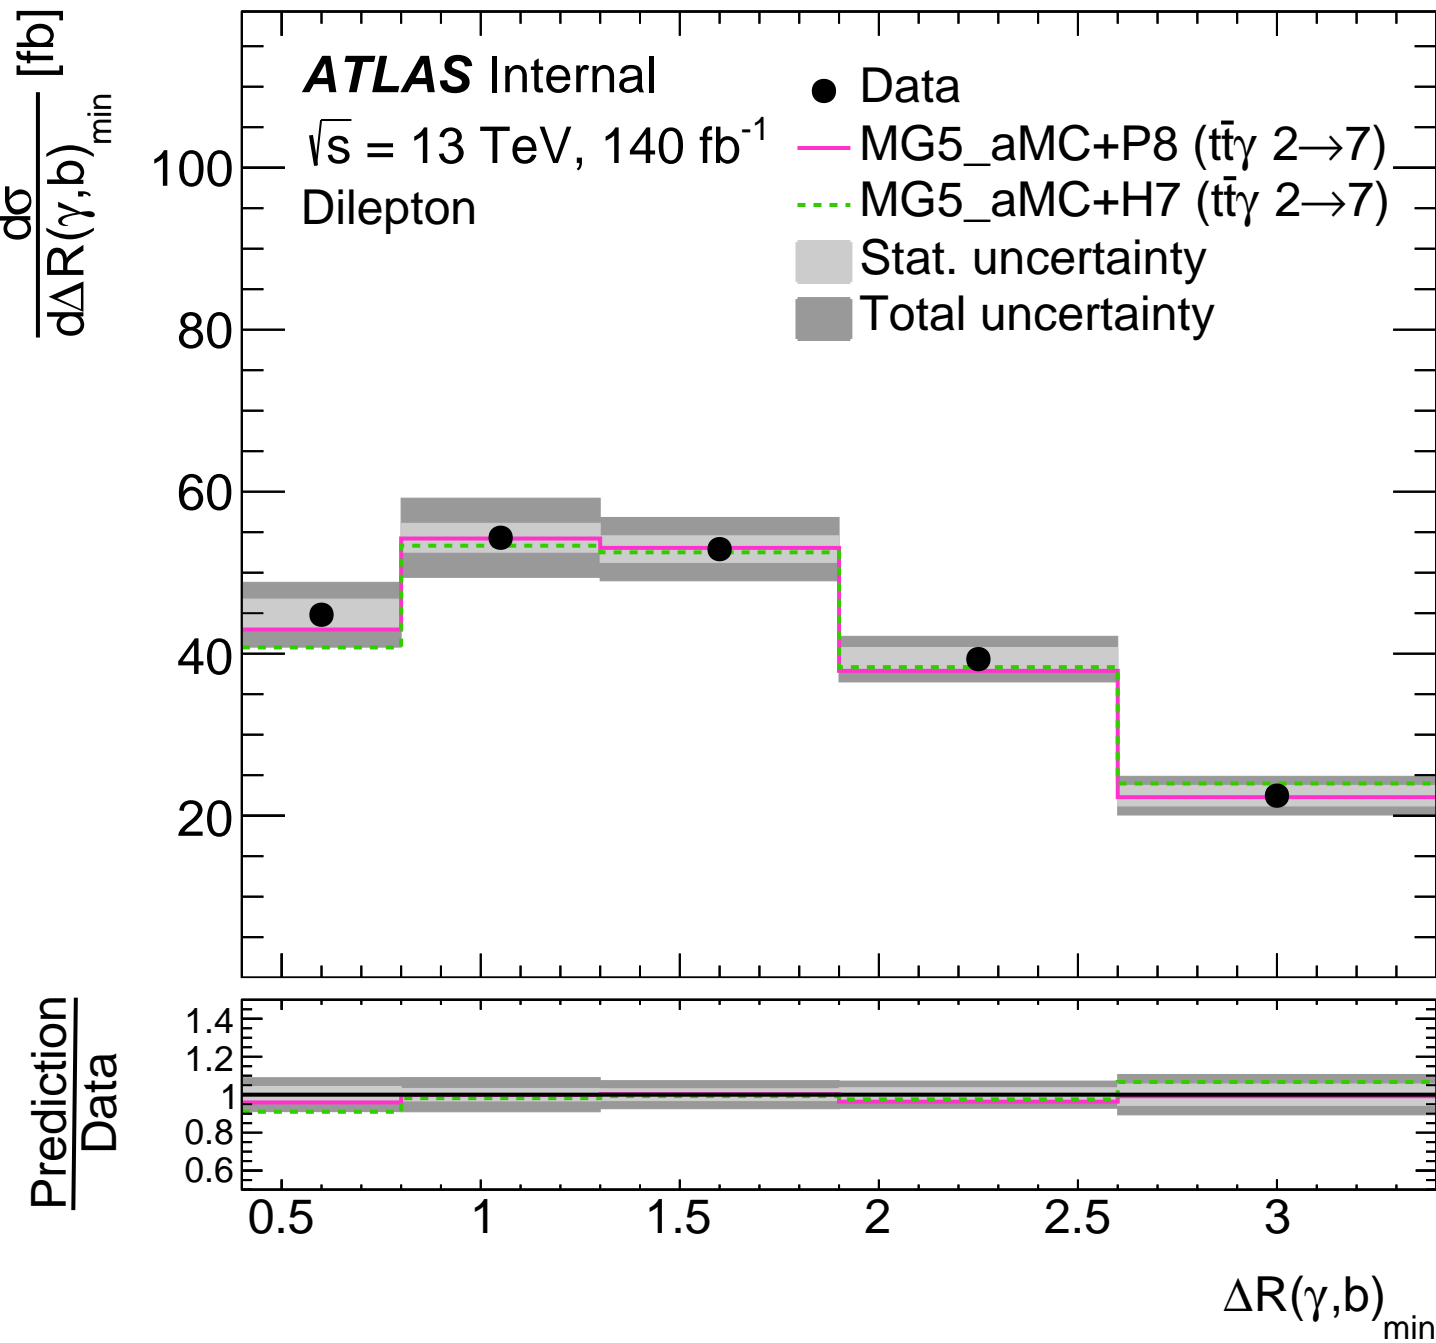 dσ
dΔR(γ,b)min [fb]
ATLAS Internal
√s = 13 TeV, 140 fb-1
Dilepton
Data
MG5_aMC+P8 (tt̄γ 2→7)
MG5_aMC+H7 (tt̄γ 2→7)
Stat. uncertainty
Total uncertainty
100
80
60
40
20
Prediction
Data
1.4
1.2
1
0.8
0.6
0.5 1 1.5 2 2.5 3
ΔR(γ,b)min